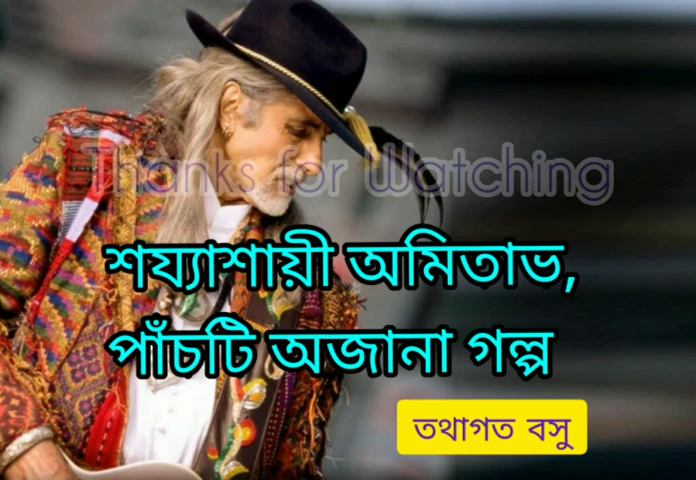 Thanks for Watching
শয্যাশায়ী অমিতাভ,
পাঁচটি অজানা গল্প
তথাগত বসু